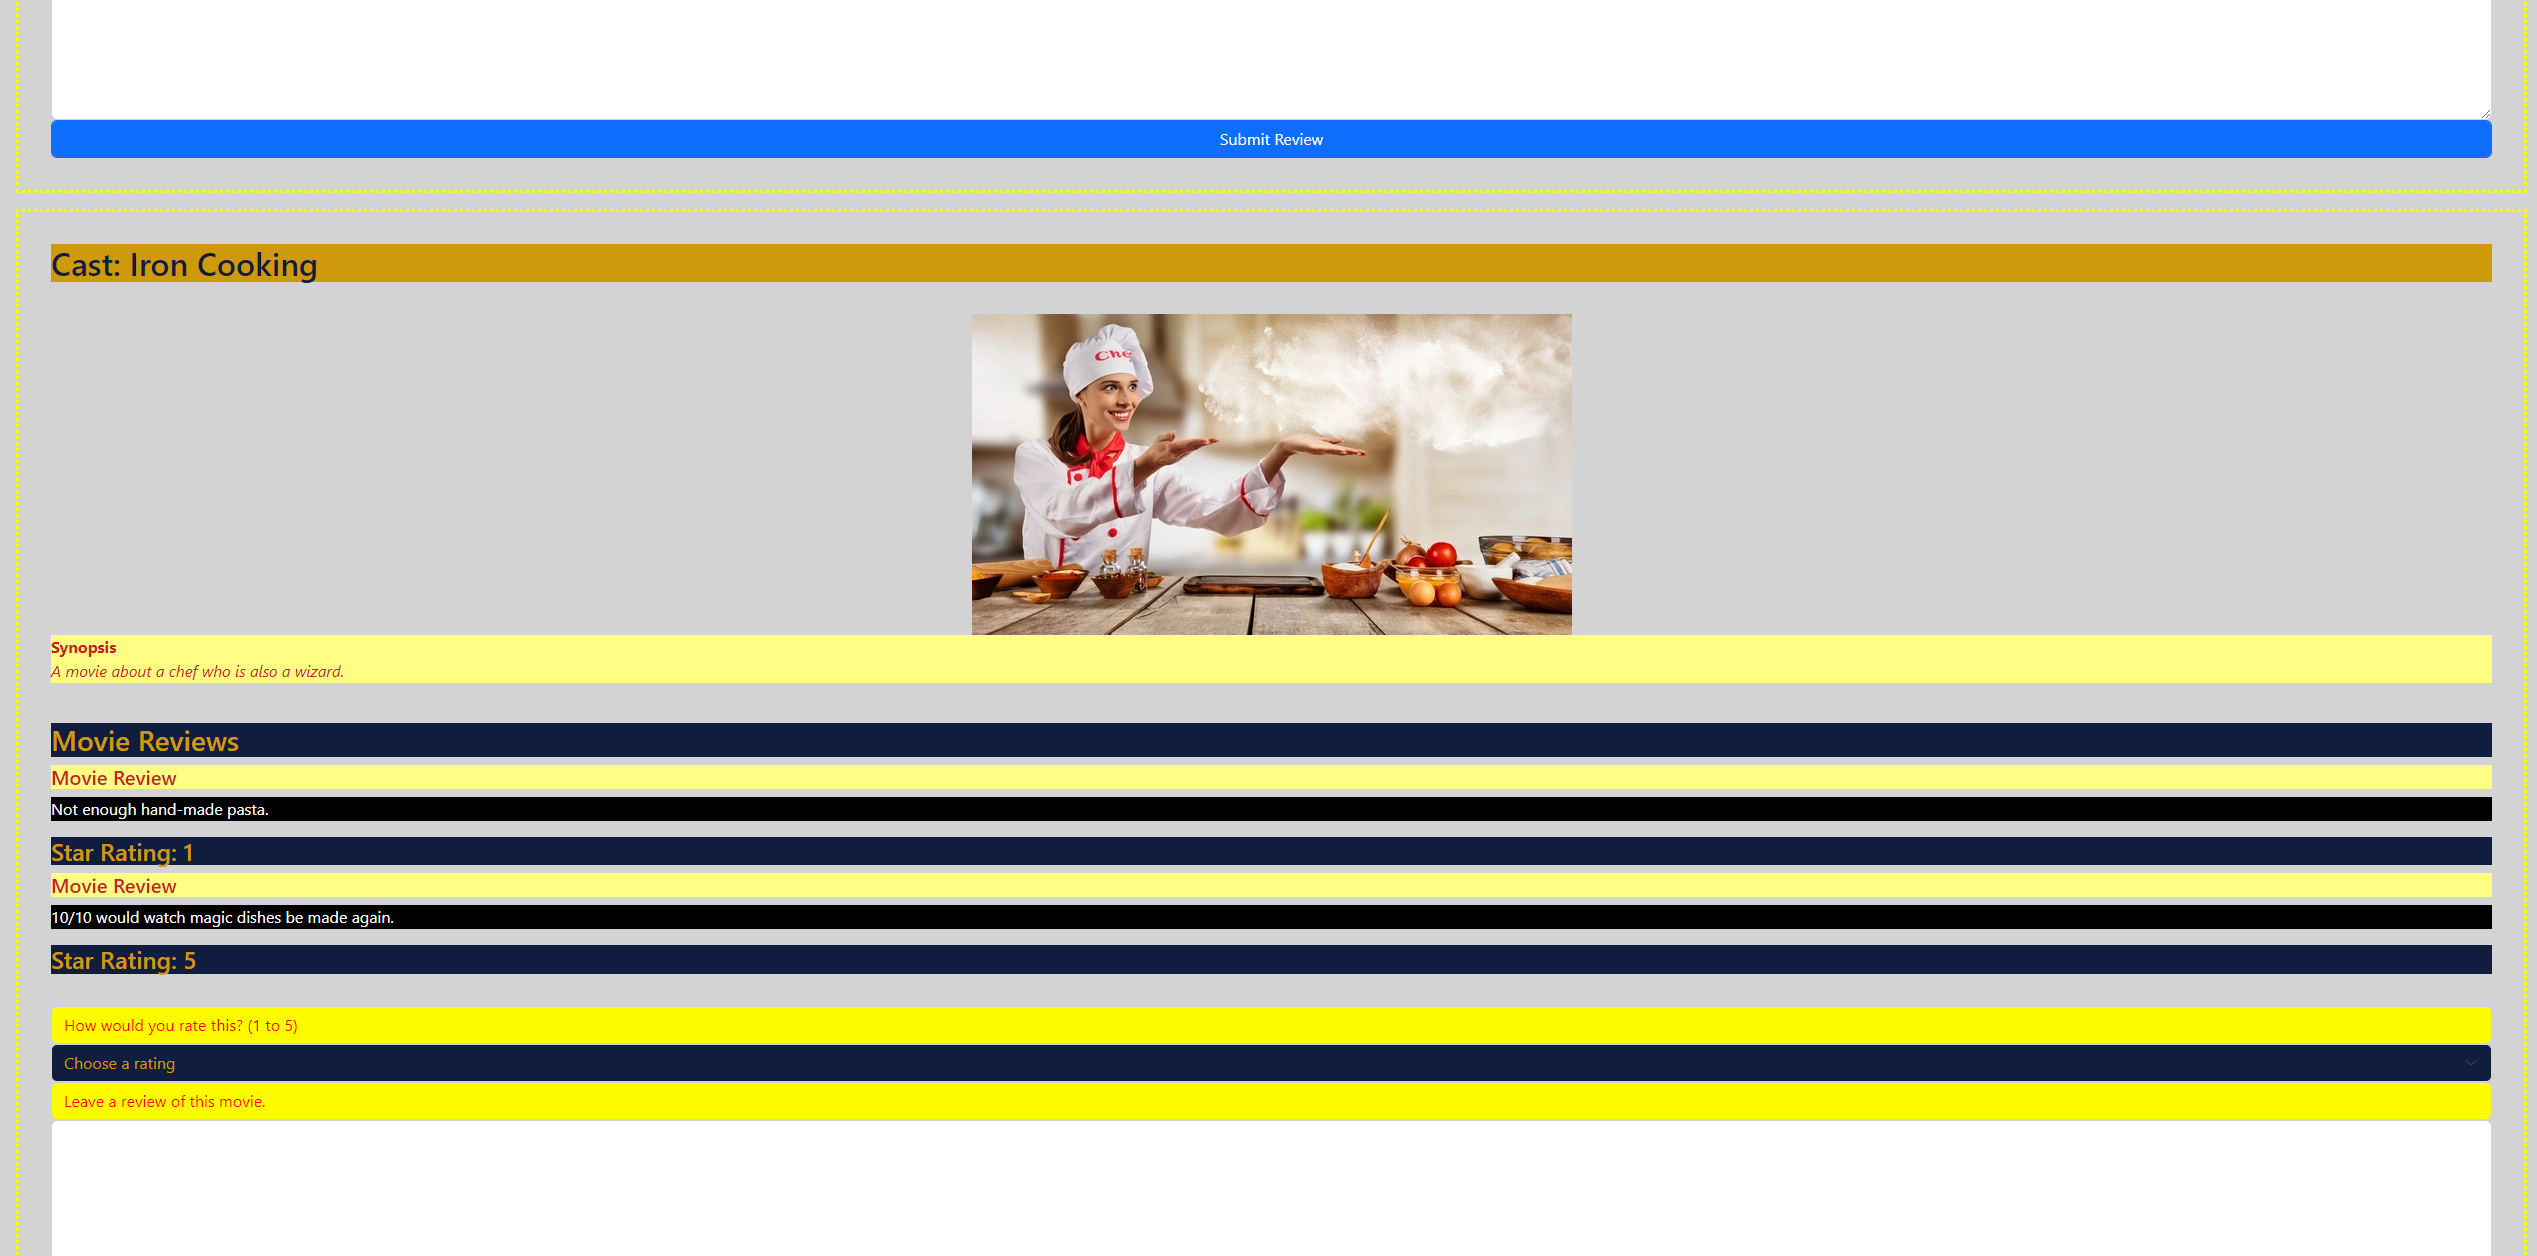 Submit Review
Cast: Iron Cooking
Synopsis
A movie about a chef who is also a wizard.
Movie Reviews
Movie Review
Not enough hand-made pasta.
Star Rating: 1
Movie Review
10/10 would watch magic dishes be made again.
Star Rating: 5
How would you rate this? (1 to 5)
Choose a rating
Leave a review of this movie.